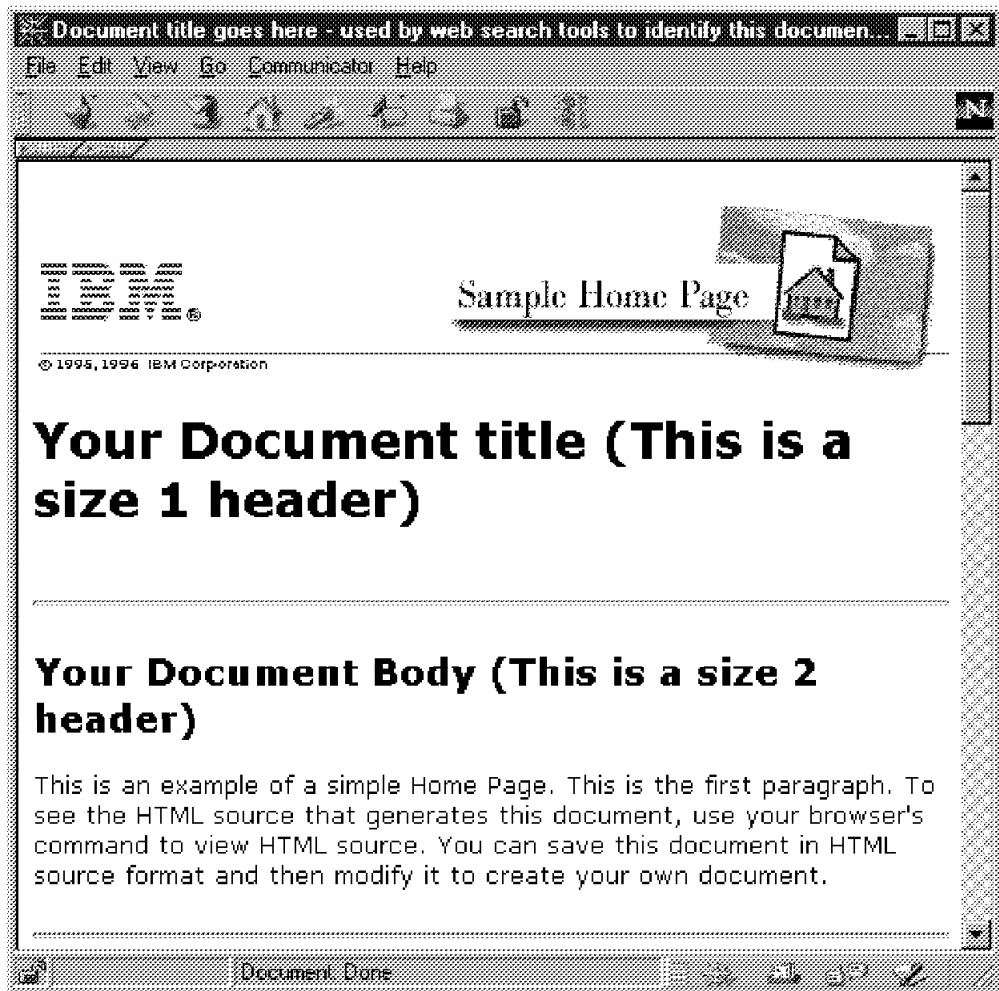 Document title goes here - used by web search tools to identify this documen...
File Edit View Go Communicator Help
N
IBM®
Sample Home Page
© 1995, 1996 IBM Corporation
Your Document title (This is a
size 1 header)
Your Document Body (This is a size 2
header)
This is an example of a simple Home Page. This is the first paragraph. To
see the HTML source that generates this document, use your browser's
command to view HTML source. You can save this document in HTML
source format and then modify it to create your own document.
Document: Done